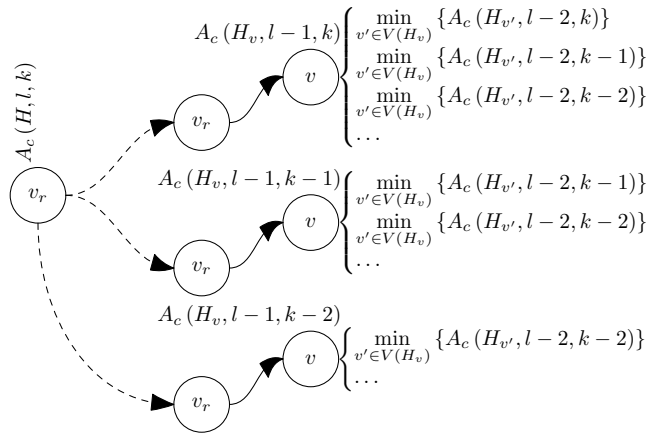 A_c (H, l, k)
v_r
A_c (H_v, l − 1, k)
v_r
v
min_{v′∈V(H_v)} {A_c (H_{v′}, l − 2, k)}
min_{v′∈V(H_v)} {A_c (H_{v′}, l − 2, k − 1)}
min_{v′∈V(H_v)} {A_c (H_{v′}, l − 2, k − 2)}
...
A_c (H_v, l − 1, k − 1)
v_r
v
min_{v′∈V(H_v)} {A_c (H_{v′}, l − 2, k − 1)}
min_{v′∈V(H_v)} {A_c (H_{v′}, l − 2, k − 2)}
...
A_c (H_v, l − 1, k − 2)
v_r
v
min_{v′∈V(H_v)} {A_c (H_{v′}, l − 2, k − 2)}
...